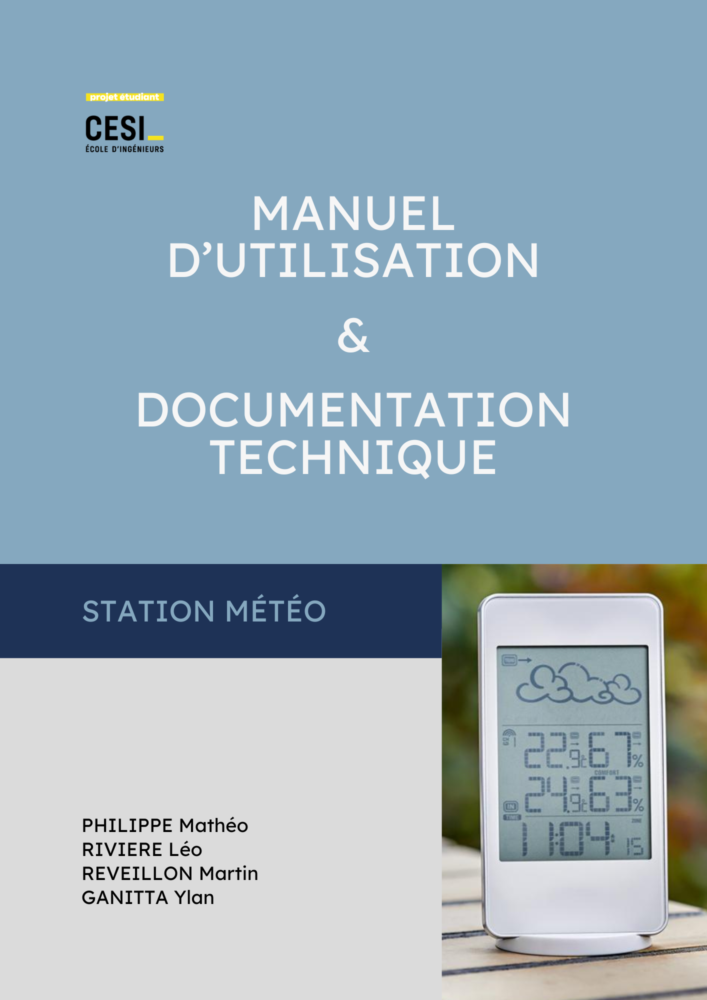 projet étudiant
CESI_
ÉCOLE D'INGÉNIEURS
MANUEL
D’UTILISATION
&
DOCUMENTATION
TECHNIQUE
STATION MÉTÉO
PHILIPPE Mathéo
RIVIERE Léo
REVEILLON Martin
GANITTA Ylan
22.9°C 67%
COMFORT
24.9°C 63%
IN
TIME
ZONE
11:04 15